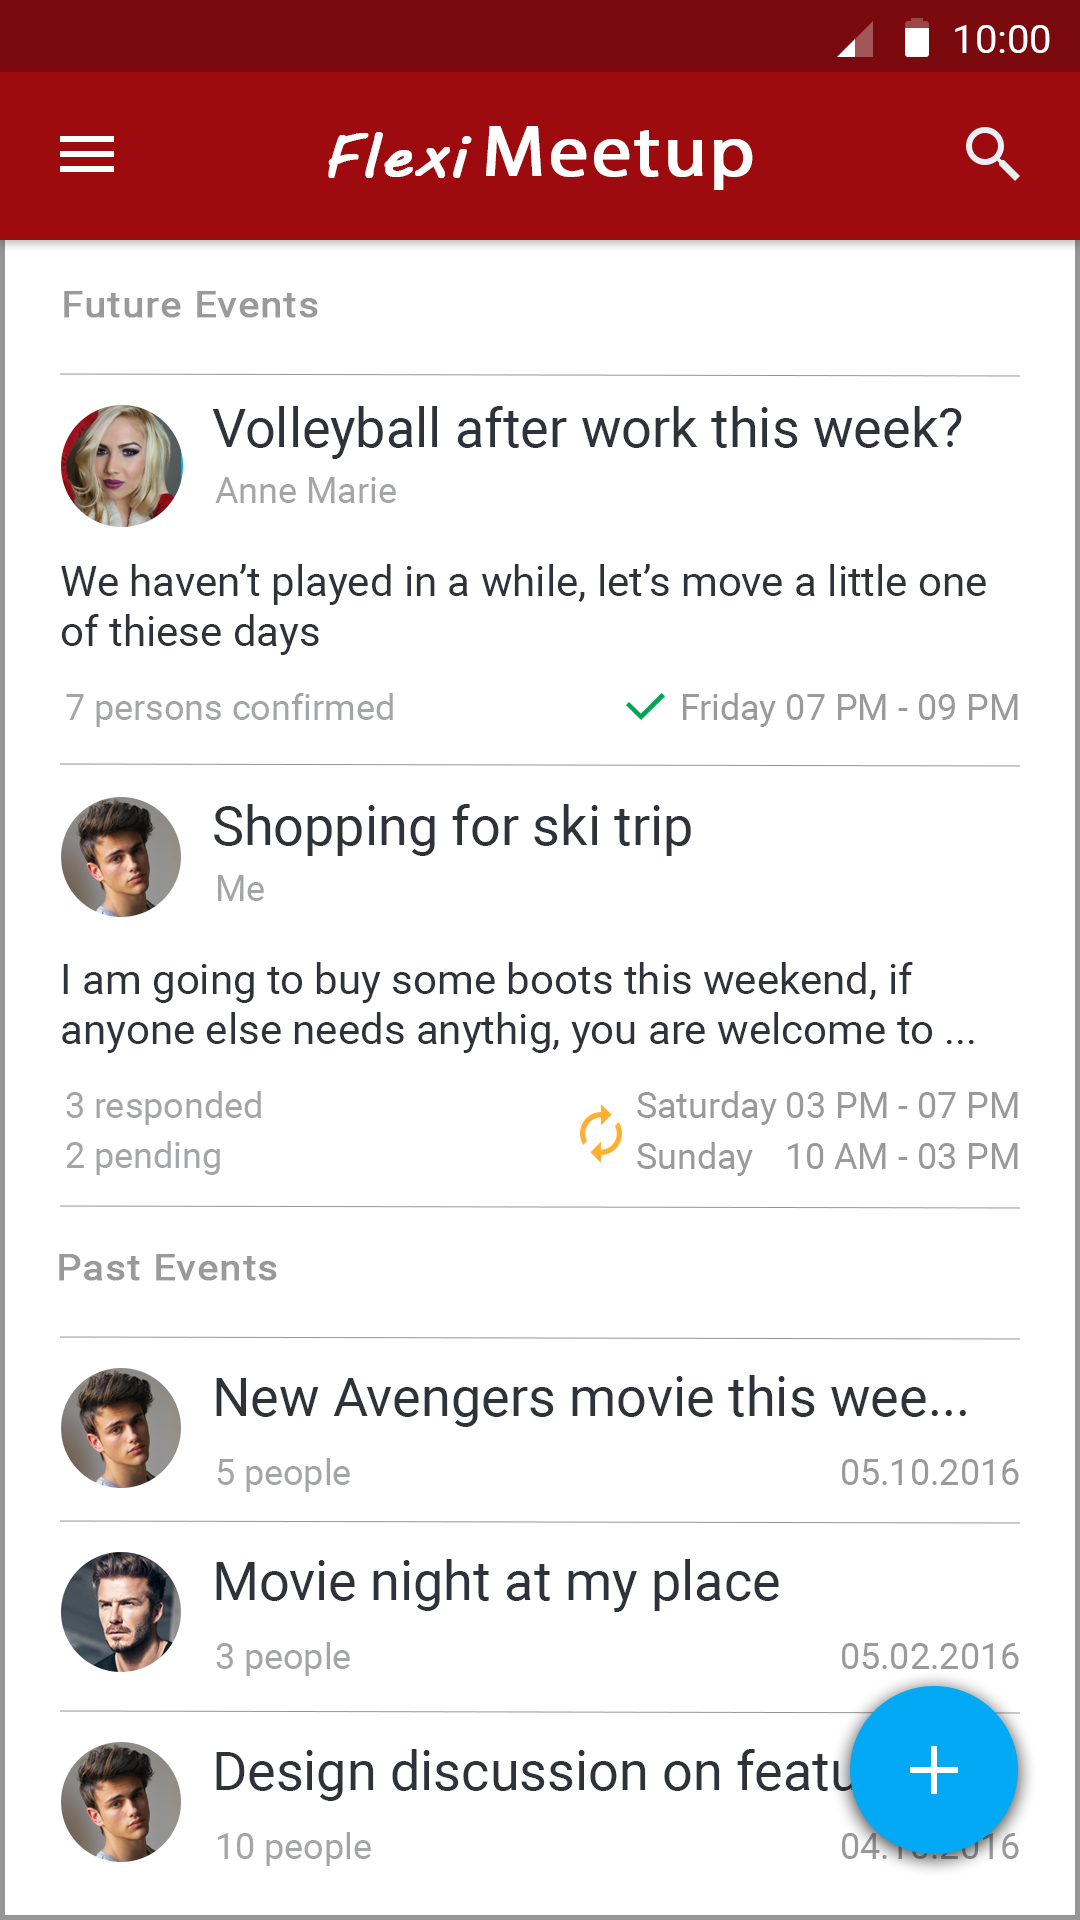 10:00
Flexi Meetup
Future Events
Volleyball after work this week?
Anne Marie
We haven’t played in a while, let’s move a little one
of thiese days
7 persons confirmed
Friday 07 PM - 09 PM
Shopping for ski trip
Me
I am going to buy some boots this weekend, if
anyone else needs anythig, you are welcome to ...
3 responded
Saturday 03 PM - 07 PM
2 pending
Sunday 10 AM - 03 PM
Past Events
New Avengers movie this wee...
5 people
05.10.2016
Movie night at my place
3 people
05.02.2016
Design discussion on
10 people